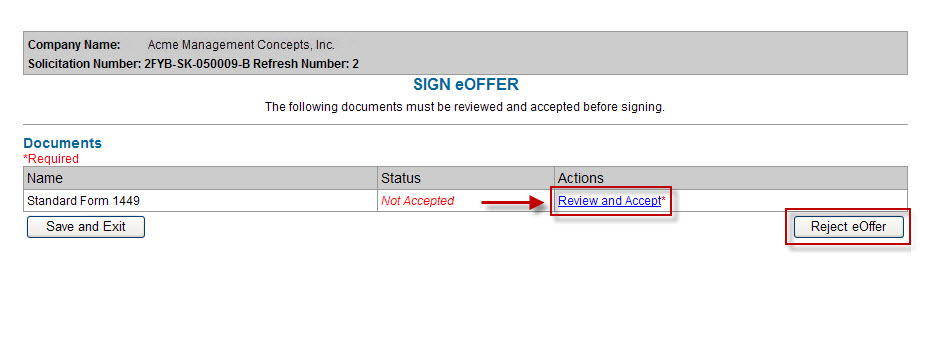 Company Name: Acme Management Concepts, Inc.
Solicitation Number: 2FYB-SK-050009-B Refresh Number: 2
SIGN eOFFER
The following documents must be reviewed and accepted before signing.
Documents
*Required
Name Status Actions
Standard Form 1449 Not Accepted Review and Accept*
Save and Exit Reject eOffer